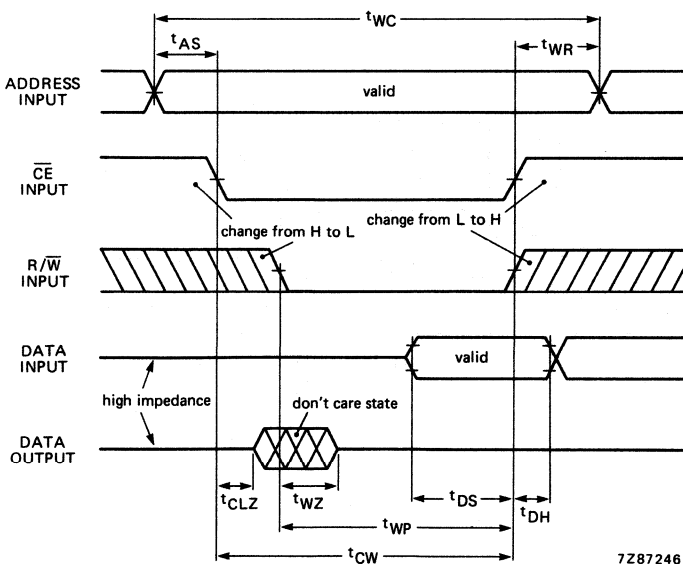 tWC
tAS
tWR
ADDRESS
INPUT
valid
CE
INPUT
change from H to L
change from L to H
R/W
INPUT
DATA
INPUT
valid
high impedance
don't care state
DATA
OUTPUT
tCLZ
tWZ
tDS
tDH
tWP
tCW
7Z87246